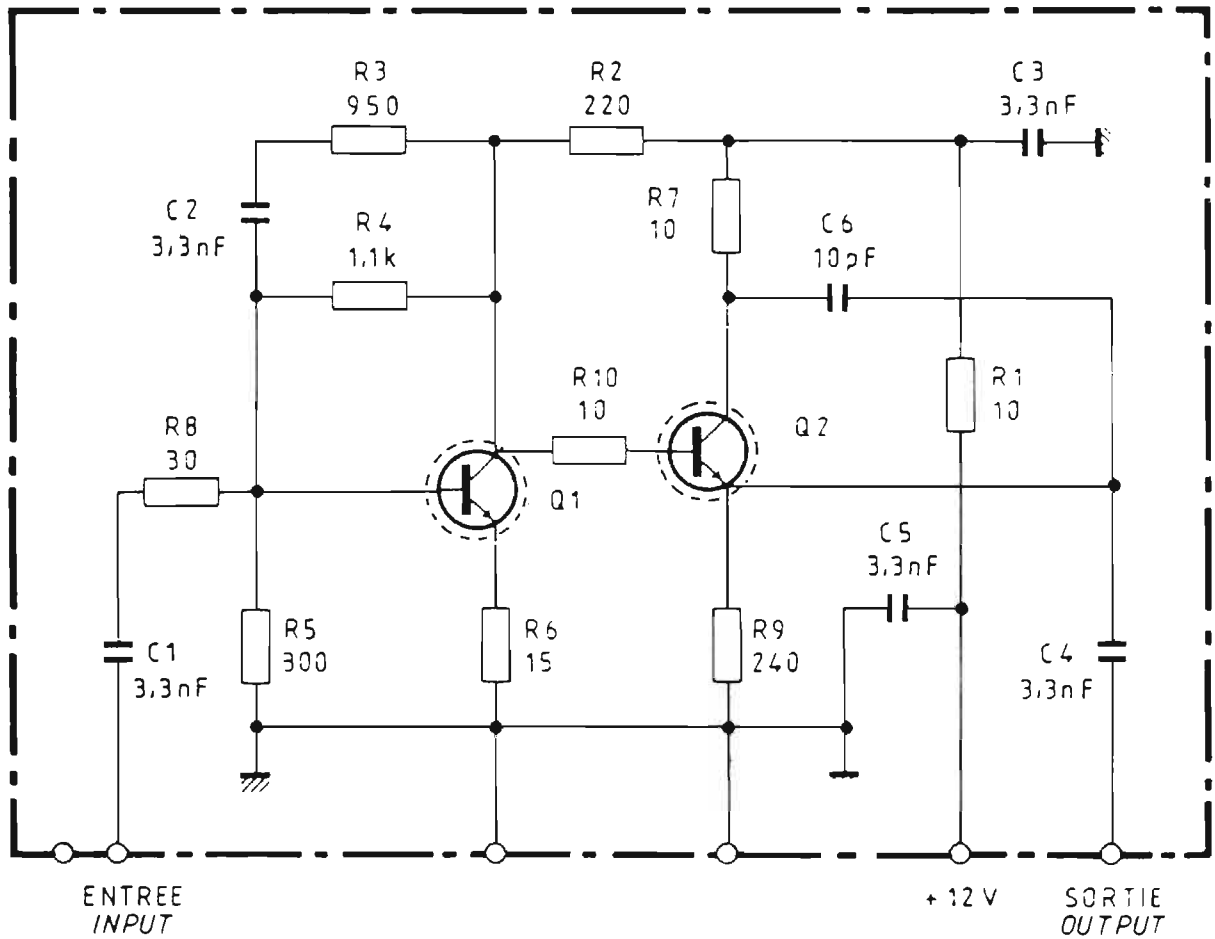 R3
950
R2
220
C3
3,3nF
C2
3,3nF
R4
1,1k
R7
10
C6
10pF
R10
10
R1
10
R8
30
Q2
Q1
C5
3,3nF
C1
3,3nF
R5
300
R6
15
R9
240
C4
3,3nF
ENTREE
INPUT
+12V
SORTIE
OUTPUT